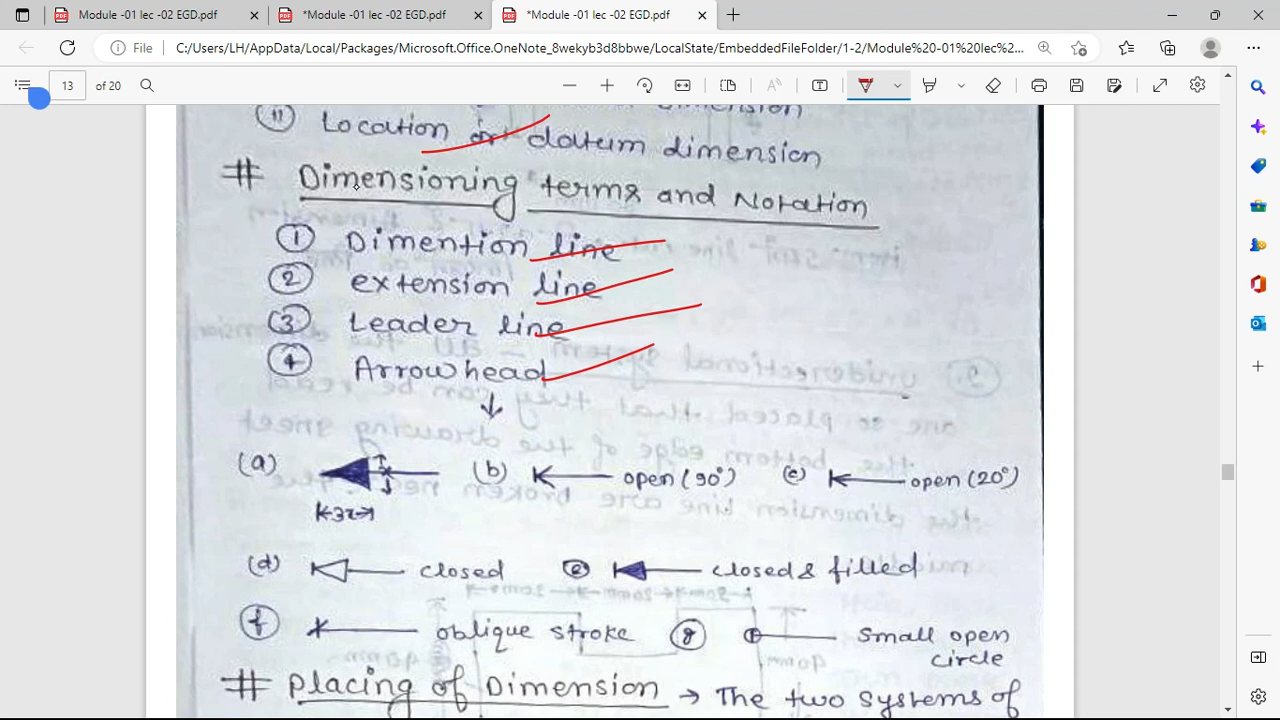 Module -01 lec -02 EGD.pdf
*Module -01 lec -02 EGD.pdf
*Module -01 lec -02 EGD.pdf
File
C:/Users/LH/AppData/Local/Packages/Microsoft.Office.OneNote_8wekyb3d8bbwe/LocalState/EmbeddedFileFolder/1-2/Module%20-01%20lec%2...
13 of 20
(ii) Location or datum dimension
# Dimensioning terms and Notation
① Dimention line
② extension line
③ Leader line
④ Arrowhead
(a)
(b) open (90°)
(c) open (20°)
3x
(d) closed
(e) closed & filled
(f) oblique stroke
(g) Small open
circle
# Placing of Dimension → The two systems of